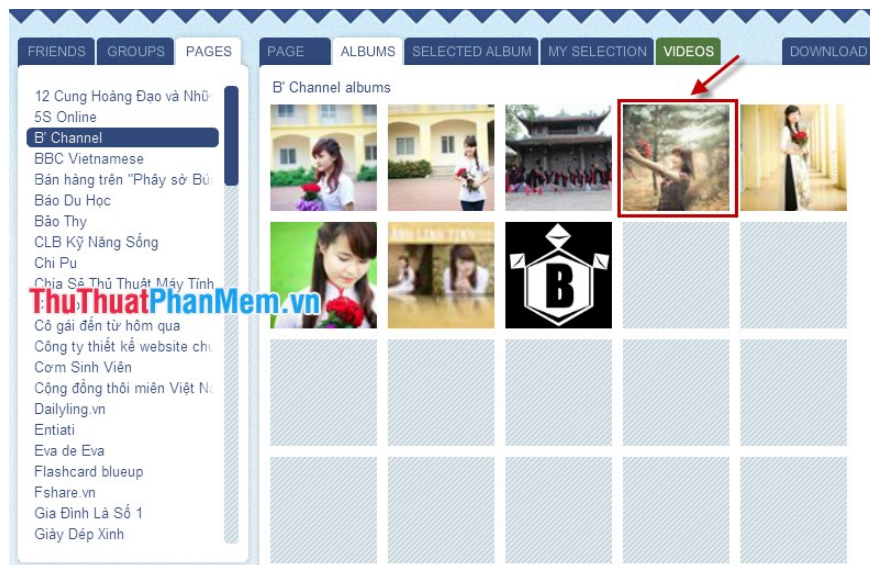 FRIENDS GROUPS PAGES
PAGE ALBUMS SELECTED ALBUM MY SELECTION VIDEOS DOWNLOAD
B' Channel albums
12 Cung Hoàng Đạo và Nhữ
5S Online
B' Channel
BBC Vietnamese
Bán hàng trên "Phây sờ Bú
Báo Du Học
Bảo Thy
CLB Kỹ Năng Sống
Chi Pu
Chia Sẻ Thủ Thuật Máy Tính
ThuThuatPhanMem.vn
Cô gái đến từ hôm qua
Công ty thiết kế website chu
Cơm Sinh Viên
Cộng đồng thôi miên Việt Na
Dailyling.vn
Entiati
Eva de Eva
Flashcard blueup
Fshare.vn
Gia Đình Là Số 1
Giày Dép Xinh
B